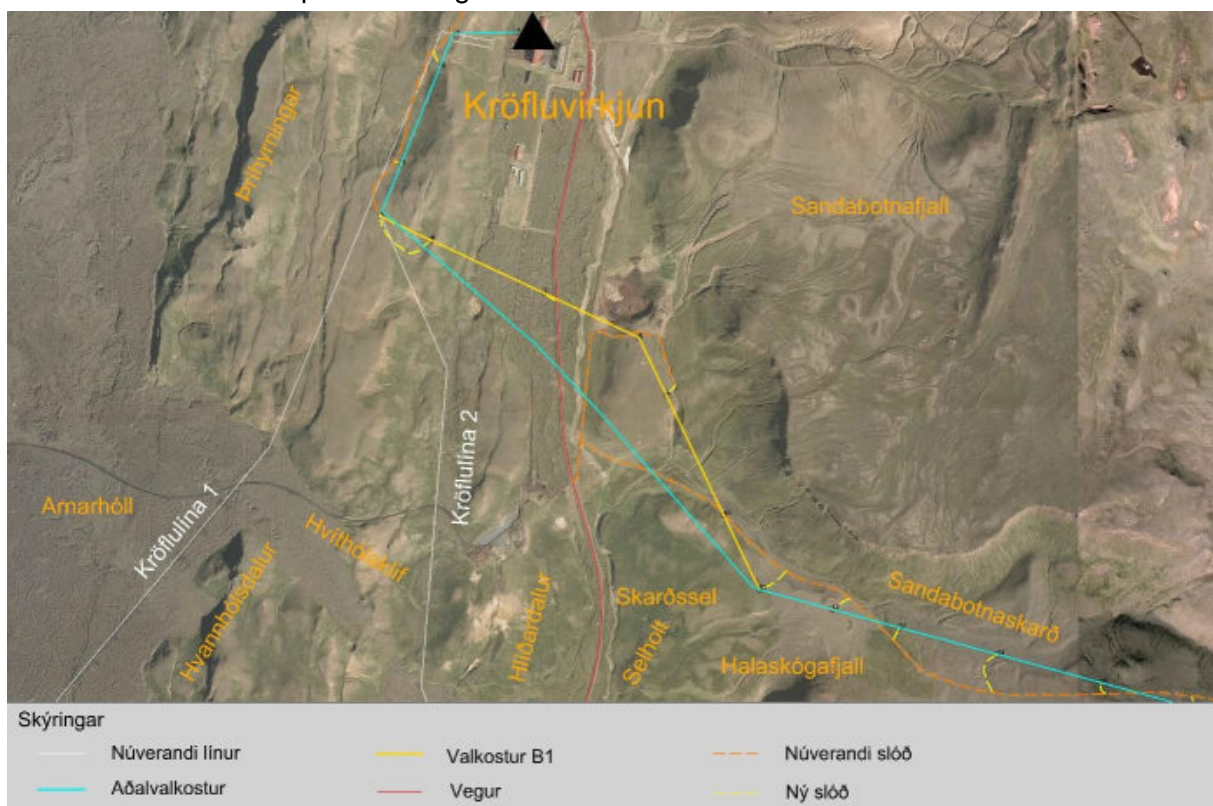 Kröfluvirkjun
Þríhyrningar
Sandabotnafjall
Kröflulína 2
Arnarhóll
Kröflulína 1
Hvíthólaklif
Hvannhólsdalur
Hlíðardalur
Skarðssel
Selholt
Halaskógafjall
Sandabotnaskarð
Skýringar
Núverandi línur
Valkostur B1
Núverandi slóð
Aðalvalkostur
Vegur
Ný slóð